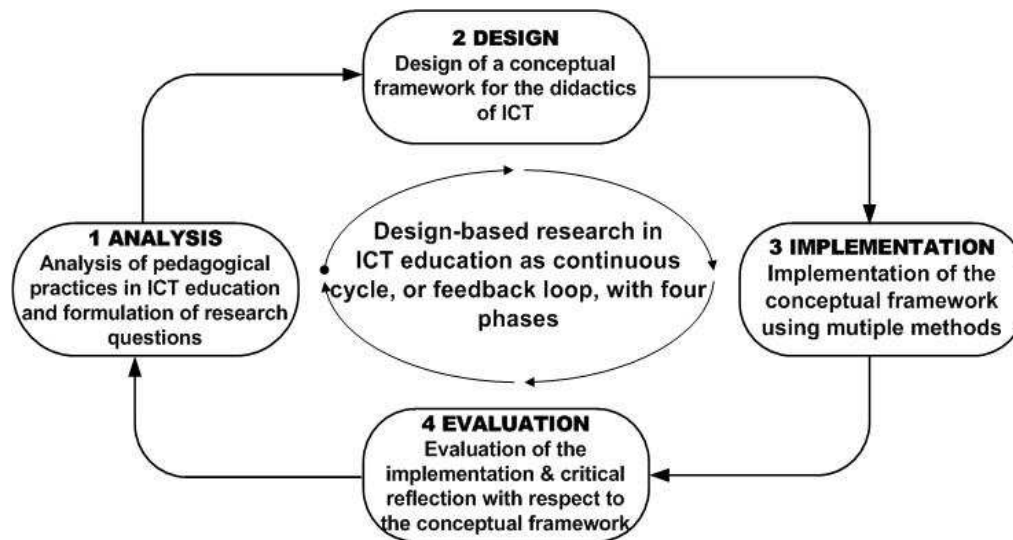 2 DESIGN
Design of a conceptual
framework for the didactics
of ICT
1 ANALYSIS
Analysis of pedagogical
practices in ICT education
and formulation of research
questions
Design-based research in
ICT education as continuous
cycle, or feedback loop, with four
phases
3 IMPLEMENTATION
Implementation of the
conceptual framework
using mutiple methods
4 EVALUATION
Evaluation of the
implementation & critical
reflection with respect to
the conceptual framework